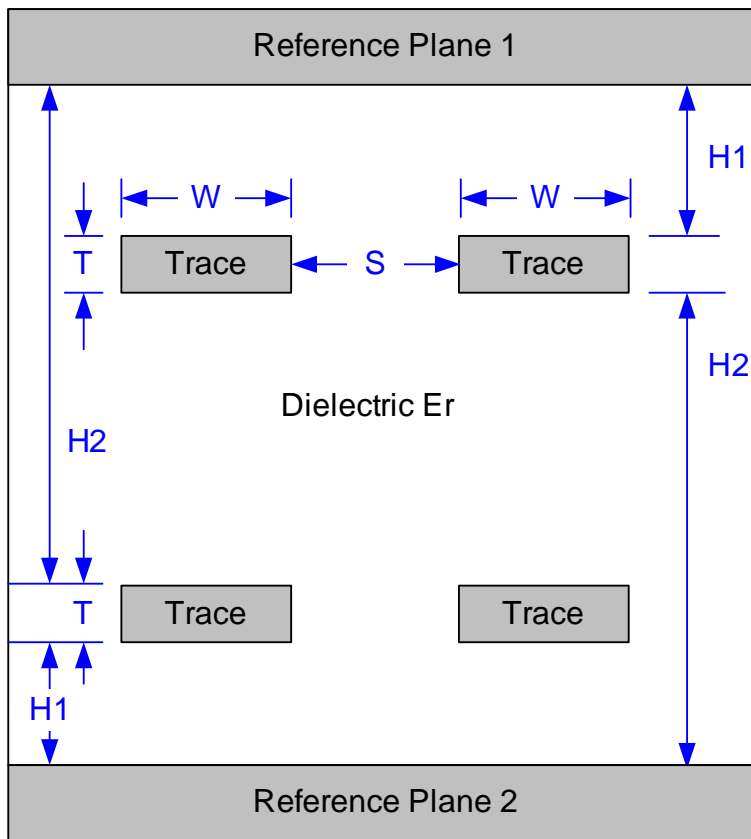 Reference Plane 1
H1
W
W
T
Trace
S
Trace
H2
Dielectric Er
H2
T
Trace
Trace
H1
Reference Plane 2